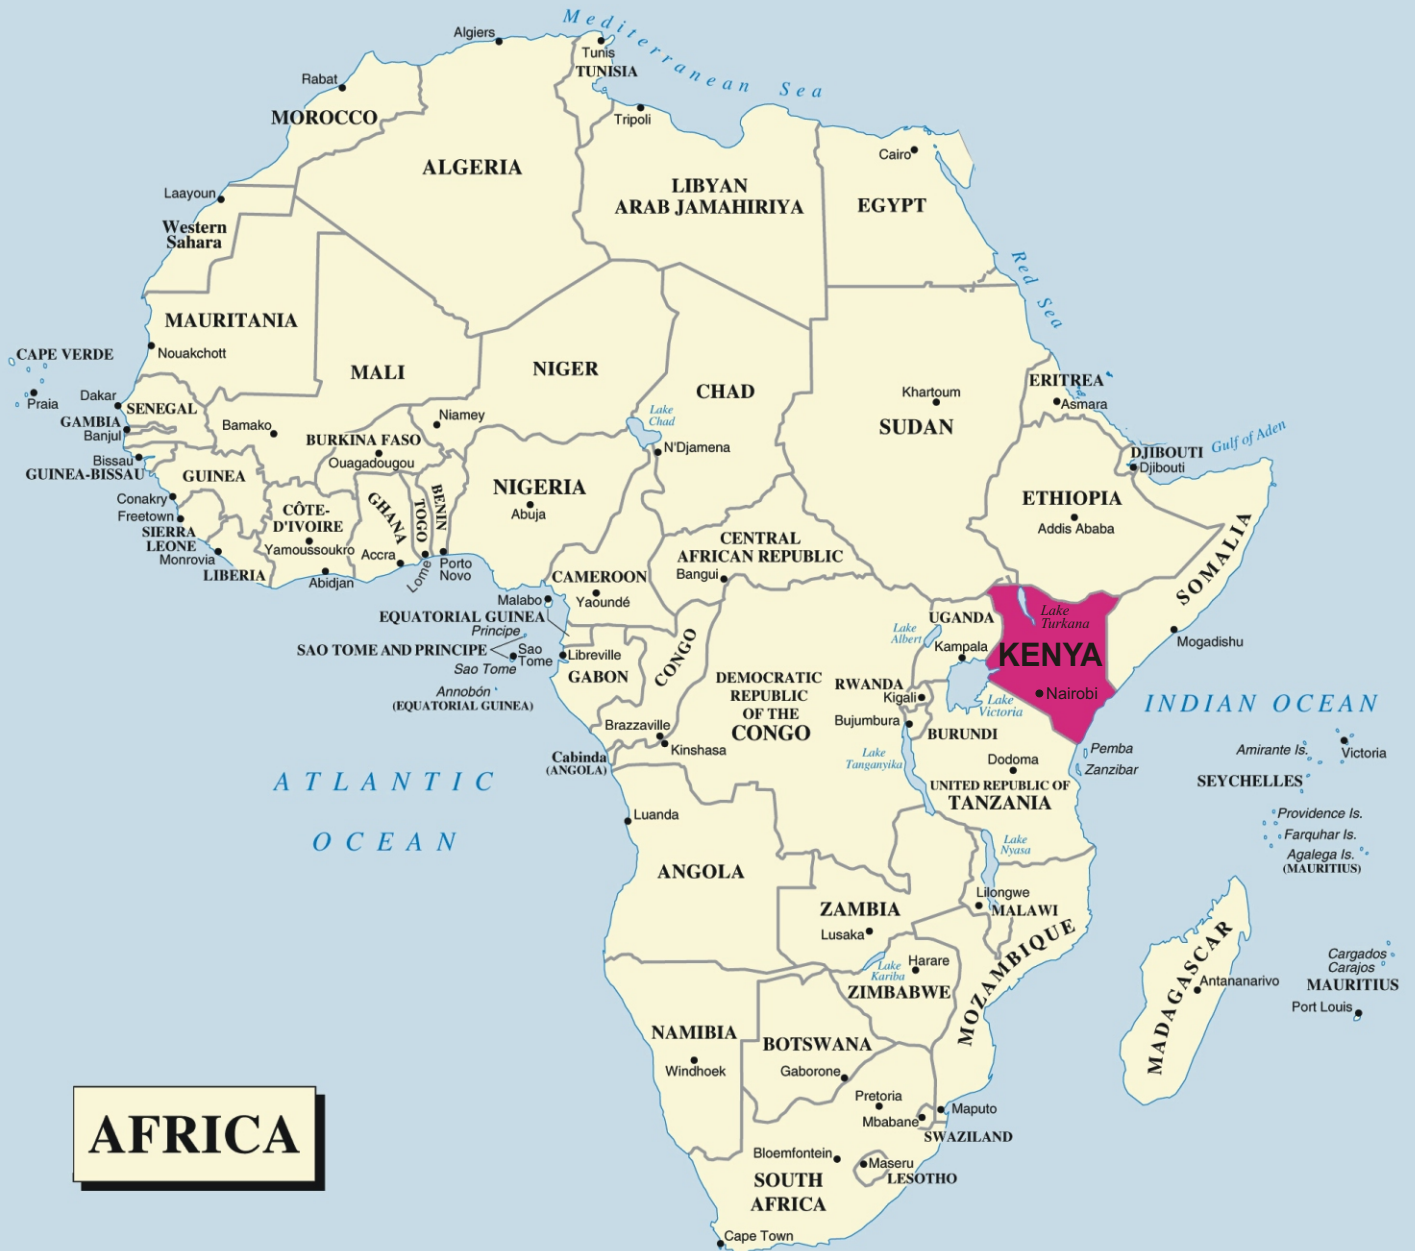 Mediterranean Sea
Algiers
Tunis
TUNISIA
Rabat
MOROCCO
Tripoli
ALGERIA
Cairo
LIBYAN
ARAB JAMAHIRIYA
EGYPT
Laayoun
Western
Sahara
Red Sea
MAURITANIA
Nouakchott
CAPE VERDE
Praia
MALI
NIGER
CHAD
Khartoum
SUDAN
ERITREA
Asmara
Dakar
SENEGAL
GAMBIA
Banjul
Bissau
GUINEA-BISSAU
Bamako
Niamey
BURKINA FASO
Ouagadougou
Lake
Chad
N'Djamena
DJIBOUTI
Djibouti
Gulf of Aden
GUINEA
Conakry
Freetown
SIERRA
LEONE
Monrovia
LIBERIA
CÔTE-
D'IVOIRE
Yamoussoukro
Abidjan
GHANA
Accra
TOGO
Lome
BENIN
Porto
Novo
NIGERIA
Abuja
ETHIOPIA
Addis Ababa
SOMALIA
Mogadishu
CENTRAL
AFRICAN REPUBLIC
Bangui
CAMEROON
Yaoundé
Malabo
EQUATORIAL GUINEA
Principe
SAO TOME AND PRINCIPE
Sao
Tome
Sao Tome
Annobón
(EQUATORIAL GUINEA)
Libreville
GABON
CONGO
Brazzaville
Kinshasa
DEMOCRATIC
REPUBLIC
OF THE
CONGO
UGANDA
Lake
Albert
Kampala
Lake
Turkana
KENYA
Nairobi
RWANDA
Kigali
Lake
Victoria
Bujumbura
BURUNDI
Lake
Tanganyika
Dodoma
UNITED REPUBLIC OF
TANZANIA
Pemba
Zanzibar
INDIAN OCEAN
Amirante Is.
Victoria
SEYCHELLES
Providence Is.
Farquhar Is.
Agalega Is.
(MAURITIUS)
Cabinda
(ANGOLA)
ATLANTIC
OCEAN
Luanda
ANGOLA
Lake
Nyasa
Lilongwe
MALAWI
ZAMBIA
Lusaka
Lake
Kariba
Harare
ZIMBABWE
MOZAMBIQUE
MADAGASCAR
Antananarivo
Cargados
Carajos
MAURITIUS
Port Louis
NAMIBIA
Windhoek
BOTSWANA
Gaborone
Pretoria
Mbabane
Maputo
SWAZILAND
Bloemfontein
Maseru
LESOTHO
SOUTH
AFRICA
Cape Town
AFRICA